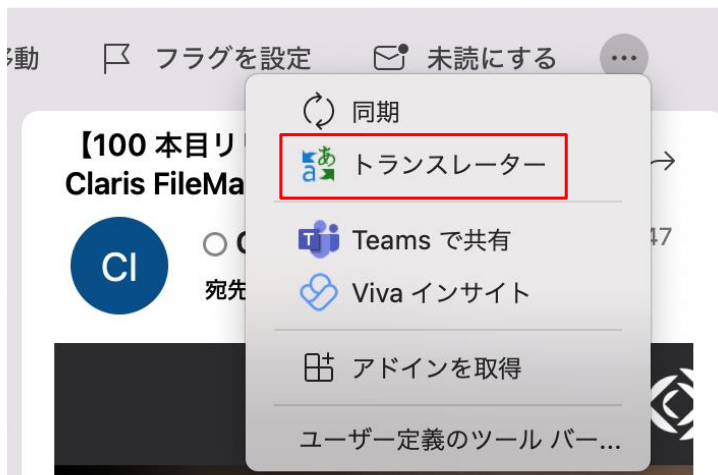 動 フラグを設定 未読にする
同期
トランスレーター
Teams で共有
Viva インサイト
アドインを取得
ユーザー定義のツール バー...
【100 本目リ
Claris FileMa
CI
宛先
47